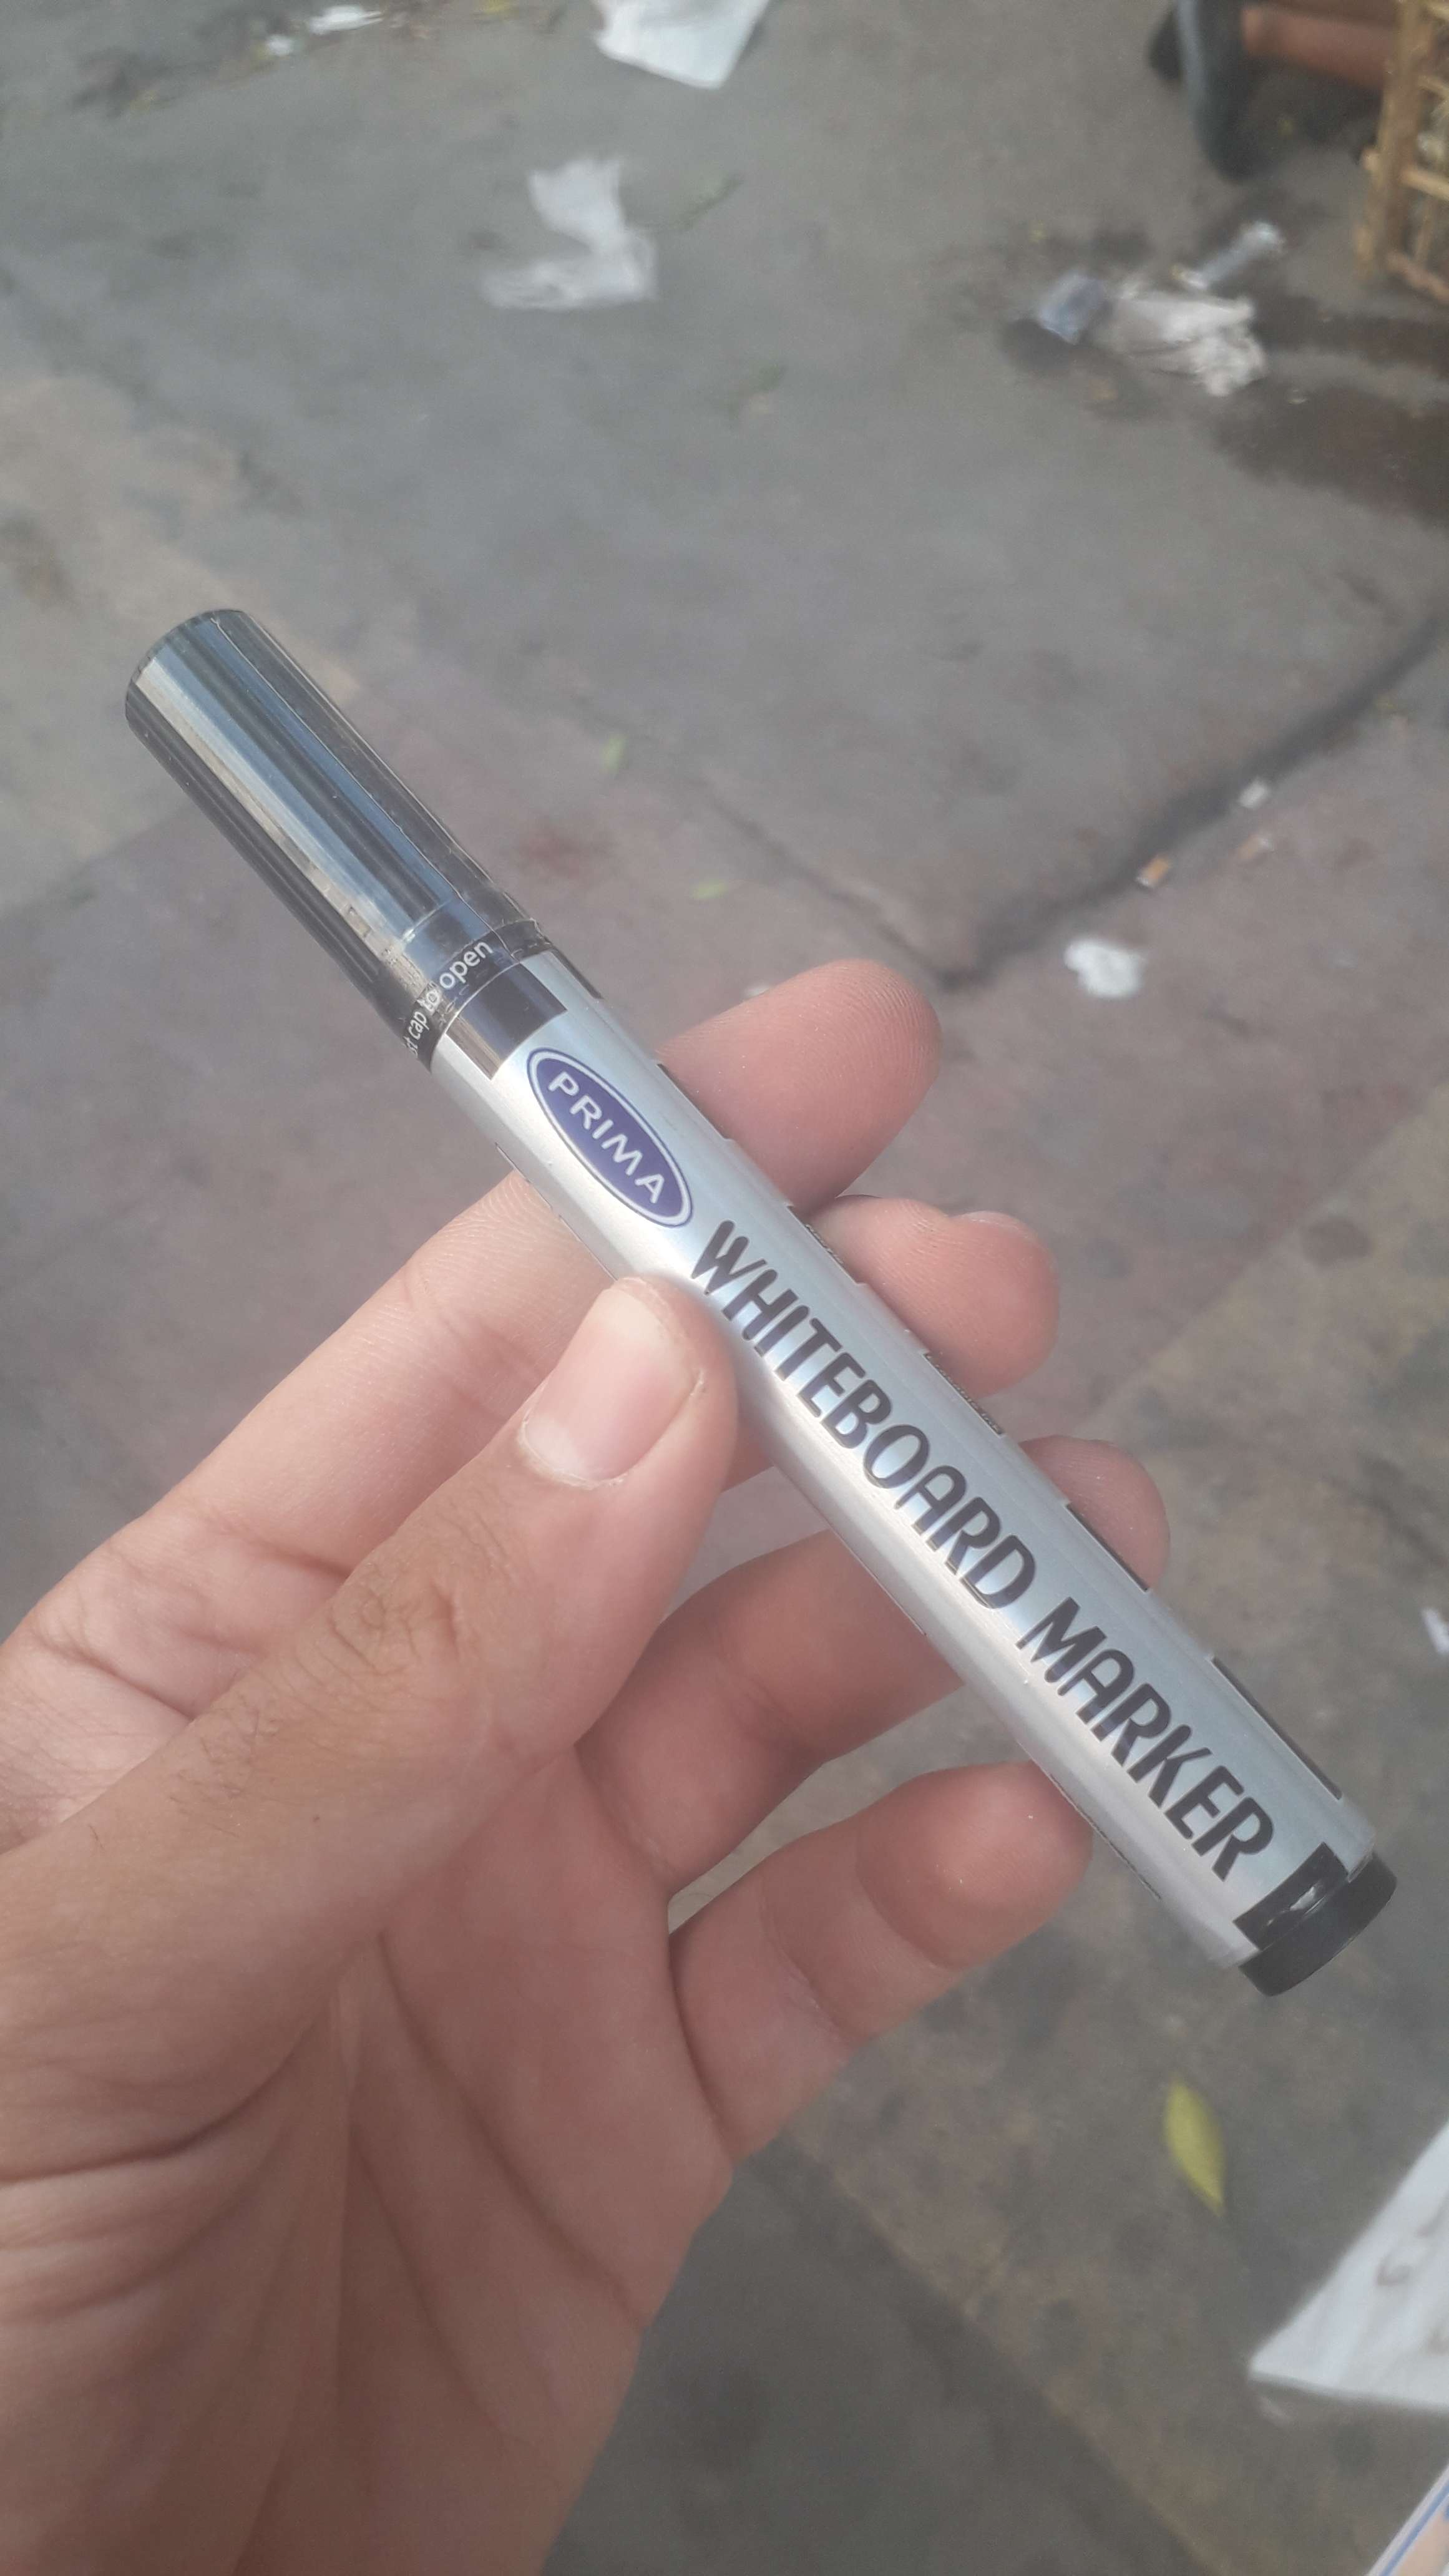 cap to open
PRIMA
WHITEBOARD MARKER